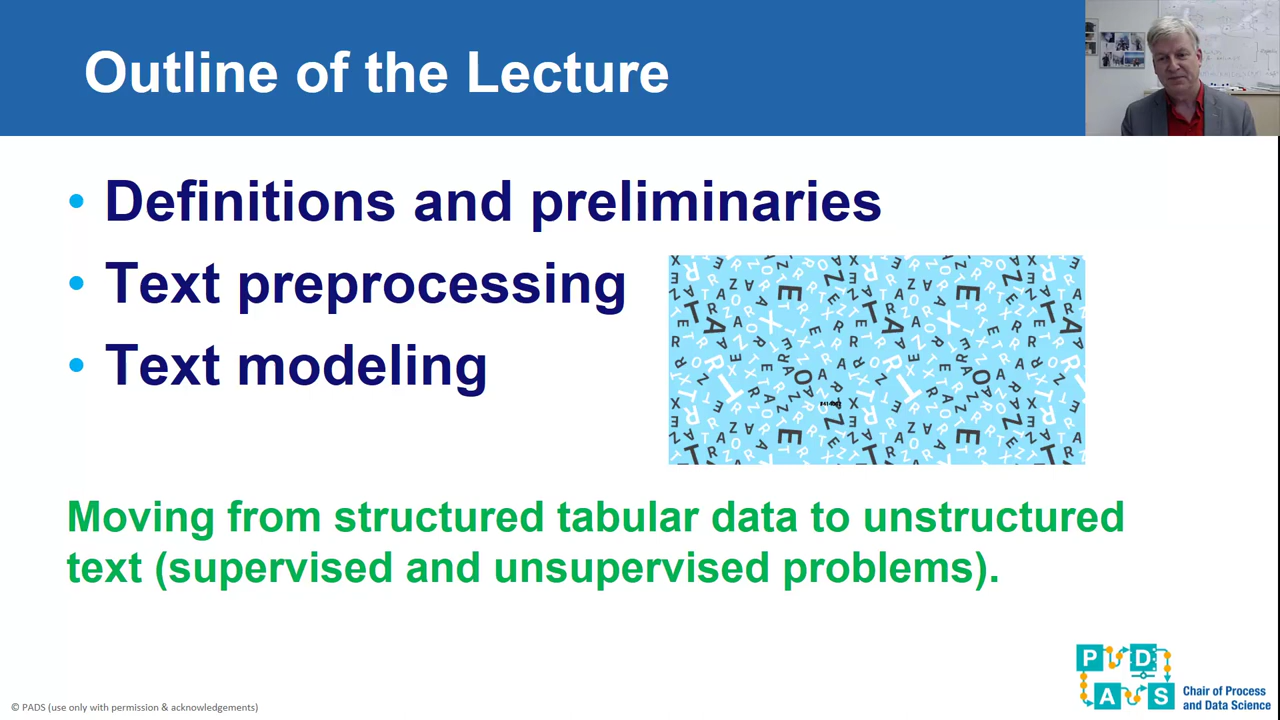 Outline of the Lecture
• Definitions and preliminaries
• Text preprocessing
• Text modeling
Moving from structured tabular data to unstructured
text (supervised and unsupervised problems).
P D
A S
Chair of Process
and Data Science
© PADS (use only with permission & acknowledgements)